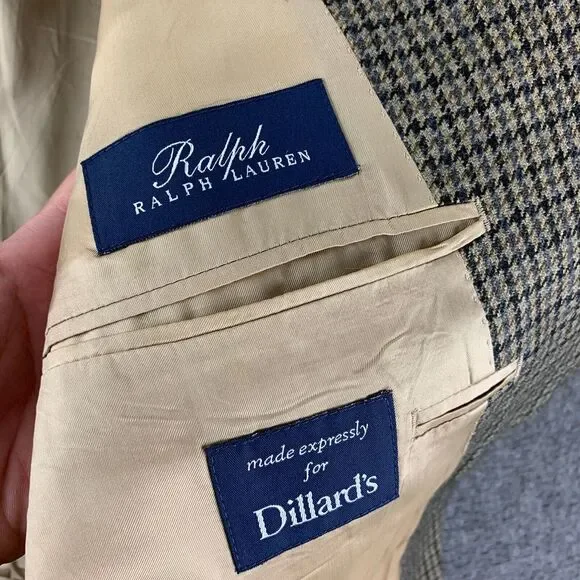 Ralph
RALPH LAUREN
made expressly
for
Dillard's